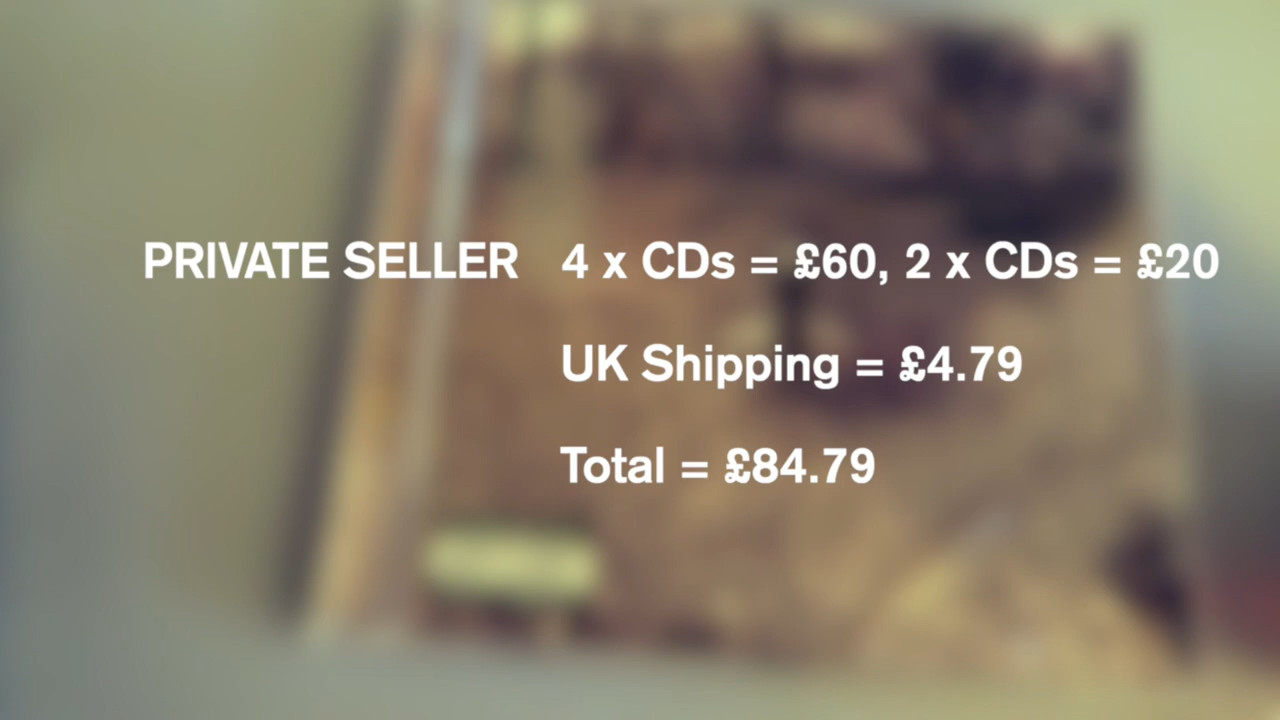 PRIVATE SELLER 4 x CDs = £60, 2 x CDs = £20
UK Shipping = £4.79
Total = £84.79